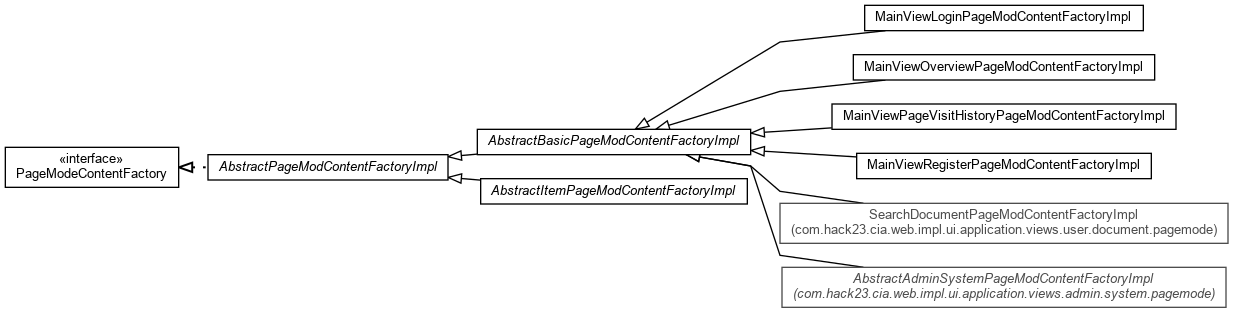 MainViewLoginPageModContentFactoryImpl
MainViewOverviewPageModContentFactoryImpl
MainViewPageVisitHistoryPageModContentFactoryImpl
AbstractBasicPageModContentFactoryImpl
«interface»
PageModeContentFactory
AbstractPageModContentFactoryImpl
MainViewRegisterPageModContentFactoryImpl
AbstractItemPageModContentFactoryImpl
SearchDocumentPageModContentFactoryImpl
(com.hack23.cia.web.impl.ui.application.views.user.document.pagemode)
AbstractAdminSystemPageModContentFactoryImpl
(com.hack23.cia.web.impl.ui.application.views.admin.system.pagemode)